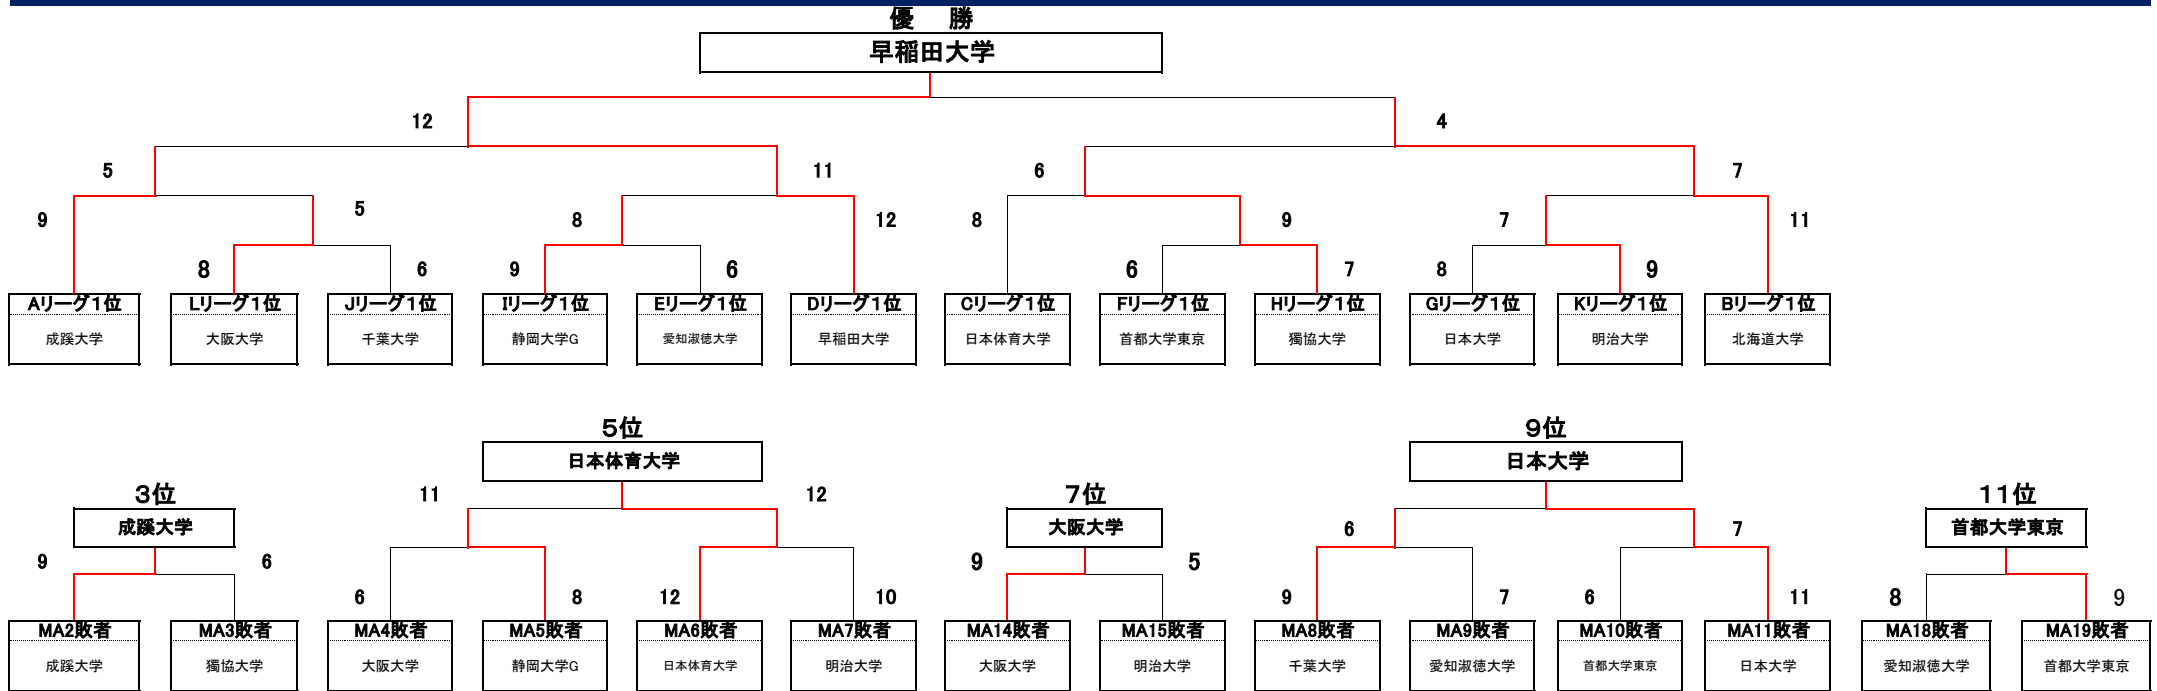 優　勝
早稲田大学
12 4
5 11 6 7
9 5 8 12 8 9 7 11
8 6 9 6 6 7 8 9
Aリーグ１位 Lリーグ１位 Jリーグ１位 Iリーグ１位 Eリーグ１位 Dリーグ１位 Cリーグ１位 Fリーグ１位 Hリーグ１位 Gリーグ１位 Kリーグ１位 Bリーグ１位
成蹊大学 大阪大学 千葉大学 静岡大学G 愛知淑徳大学 早稲田大学 日本体育大学 首都大学東京 獨協大学 日本大学 明治大学 北海道大学
５位 ９位
日本体育大学 日本大学
３位 11 12 ７位 １１位
成蹊大学 大阪大学 首都大学東京
6 7
9 6 9 5
6 8 12 10 9 7 6 11 8 9
MA2敗者 MA3敗者 MA4敗者 MA5敗者 MA6敗者 MA7敗者 MA14敗者 MA15敗者 MA8敗者 MA9敗者 MA10敗者 MA11敗者 MA18敗者 MA19敗者
成蹊大学 獨協大学 大阪大学 静岡大学G 日本体育大学 明治大学 大阪大学 明治大学 千葉大学 愛知淑徳大学 首都大学東京 日本大学 愛知淑徳大学 首都大学東京